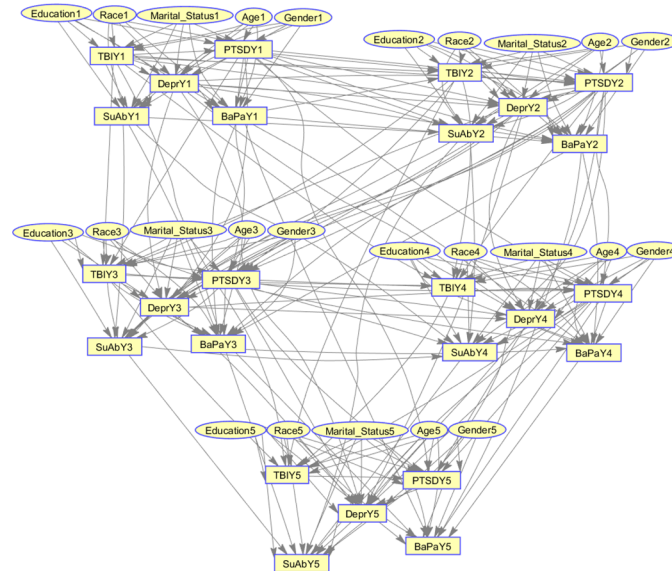 Education1 Race1 Marital_Status1 Age1 Gender1
TBIY1 PTSDY1
DeprY1
SuAbY1 BaPaY1
Education2 Race2 Marital_Status2 Age2 Gender2
TBIY2 PTSDY2
DeprY2
SuAbY2 BaPaY2
Education3 Race3 Marital_Status3 Age3 Gender3
TBIY3 PTSDY3
DeprY3
SuAbY3 BaPaY3
Education4 Race4 Marital_Status4 Age4 Gender4
TBIY4 PTSDY4
DeprY4
SuAbY4 BaPaY4
Education5 Race5 Marital_Status5 Age5 Gender5
TBIY5 PTSDY5
DeprY5
BaPaY5
SuAbY5